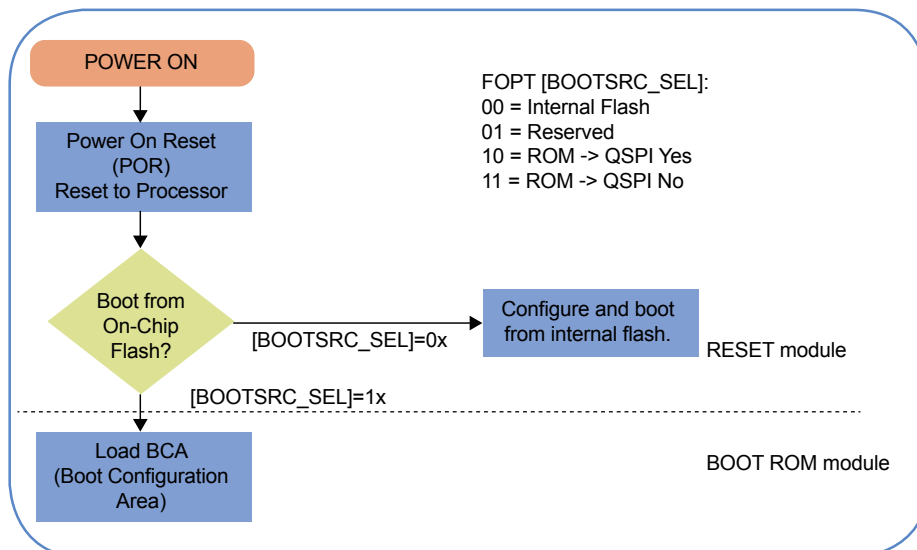 POWER ON
FOPT [BOOTSRC_SEL]:
00 = Internal Flash
01 = Reserved
10 = ROM -> QSPI Yes
11 = ROM -> QSPI No
Power On Reset
(POR)
Reset to Processor
Boot from
On-Chip
Flash?
[BOOTSRC_SEL]=0x
Configure and boot
from internal flash.
RESET module
[BOOTSRC_SEL]=1x
Load BCA
(Boot Configuration
Area)
BOOT ROM module